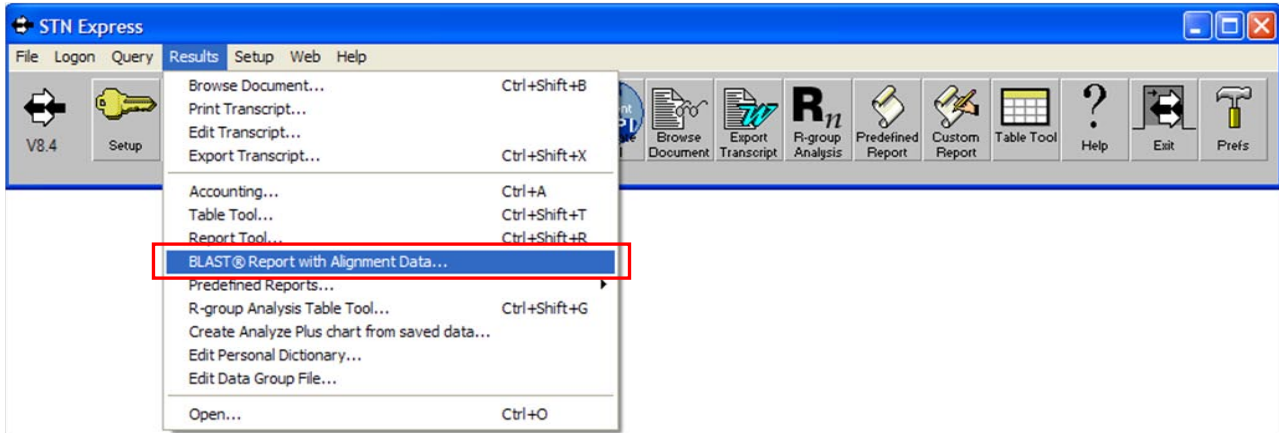 STN Express
File Logon Query Results Setup Web Help
V8.4
Setup
Browse Document
Export Transcript
Rn
R-group Analysis
Predefined Report
Custom Report
Table Tool
?
Help
Exit
Prefs
Browse Document... Ctrl+Shift+B
Print Transcript...
Edit Transcript...
Export Transcript... Ctrl+Shift+X
Accounting... Ctrl+A
Table Tool... Ctrl+Shift+T
Report Tool... Ctrl+Shift+R
BLAST® Report with Alignment Data...
Predefined Reports...
R-group Analysis Table Tool... Ctrl+Shift+G
Create Analyze Plus chart from saved data...
Edit Personal Dictionary...
Edit Data Group File...
Open... Ctrl+O